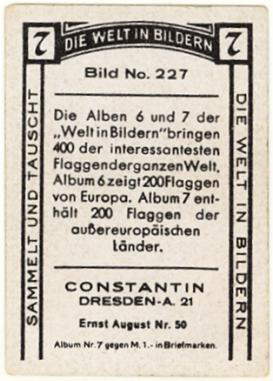 7 DIE WELT IN BILDERN 7
Bild No. 227
SAMMELT UND TAUSCHT
Die Alben 6 und 7 der
„Welt in Bildern" bringen
400 der interessantesten
Flaggen der ganzen Welt.
Album 6 zeigt 200 Flaggen
von Europa. Album 7 ent-
hält 200 Flaggen der
außereuropäischen
Länder.
DIE WELT IN BILDERN
CONSTANTIN
DRESDEN-A. 21
Ernst August Nr. 50
Album Nr. 7 gegen M. 1.- in Briefmarken.